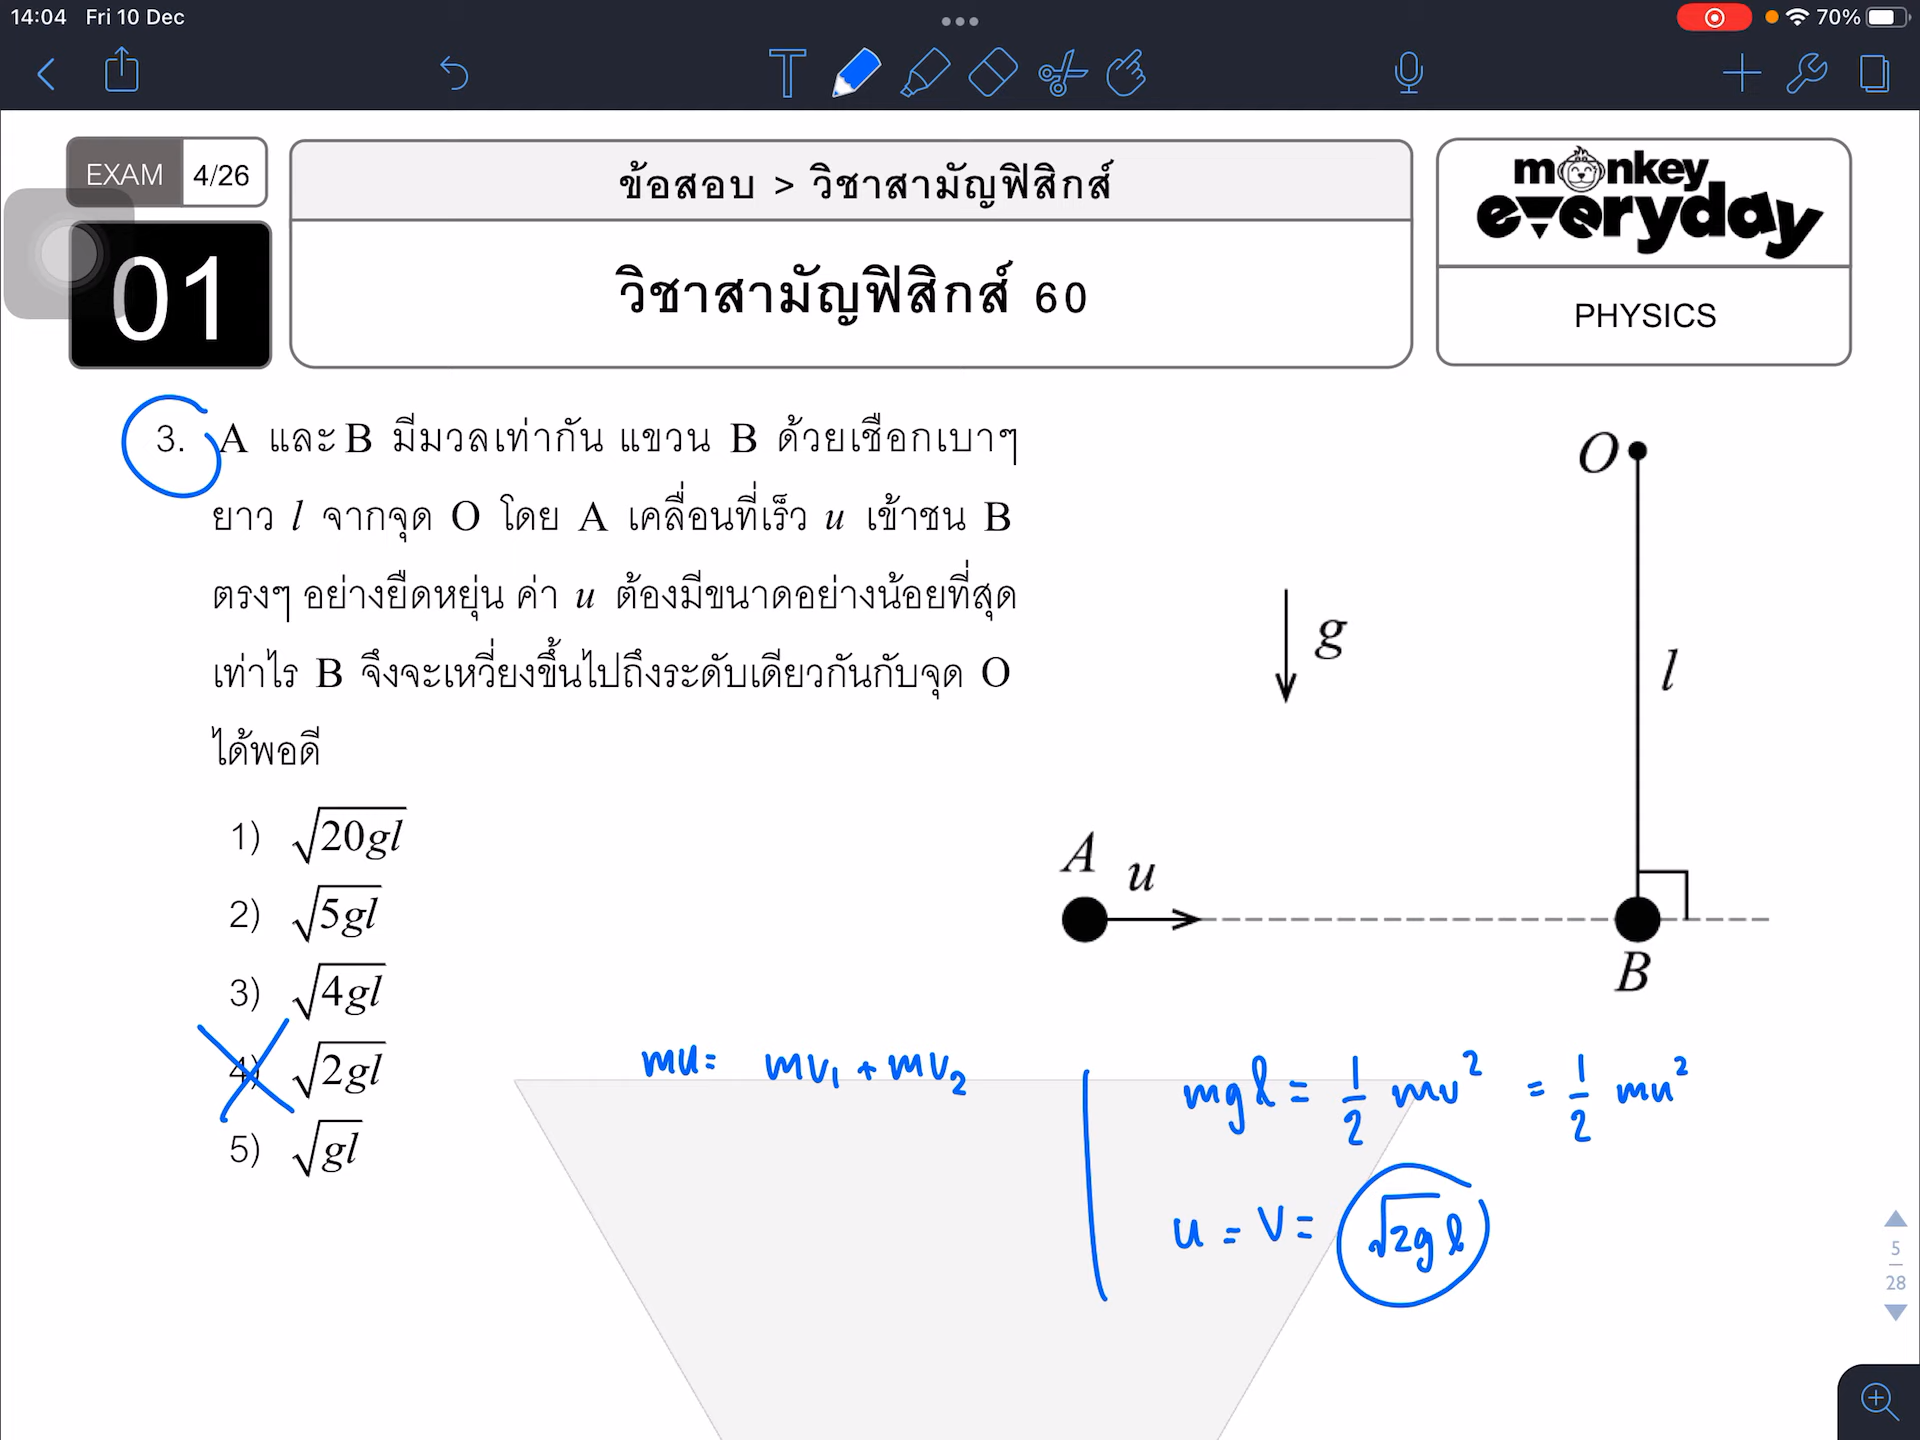 14:04 Fri 10 Dec
70%
EXAM 4/26
01
ข้อสอบ > วิชาสามัญฟิสิกส์
วิชาสามัญฟิสิกส์ 60
monkey
everyday
PHYSICS
3. A และ B มีมวลเท่ากัน แขวน B ด้วยเชือกเบาๆ
ยาว l จากจุด O โดย A เคลื่อนที่เร็ว u เข้าชน B
ตรงๆ อย่างยืดหยุ่น ค่า u ต้องมีขนาดอย่างน้อยที่สุด
เท่าไร B จึงจะเหวี่ยงขึ้นไปถึงระดับเดียวกันกับจุด O
ได้พอดี
1) √20gl
2) √5gl
3) √4gl
4) √2gl
5) √gl
O
g
l
A u
B
mu = mv₁ + mv₂
mgl = 1/2 mv² = 1/2 mu²
u = v = √2gl
5
28